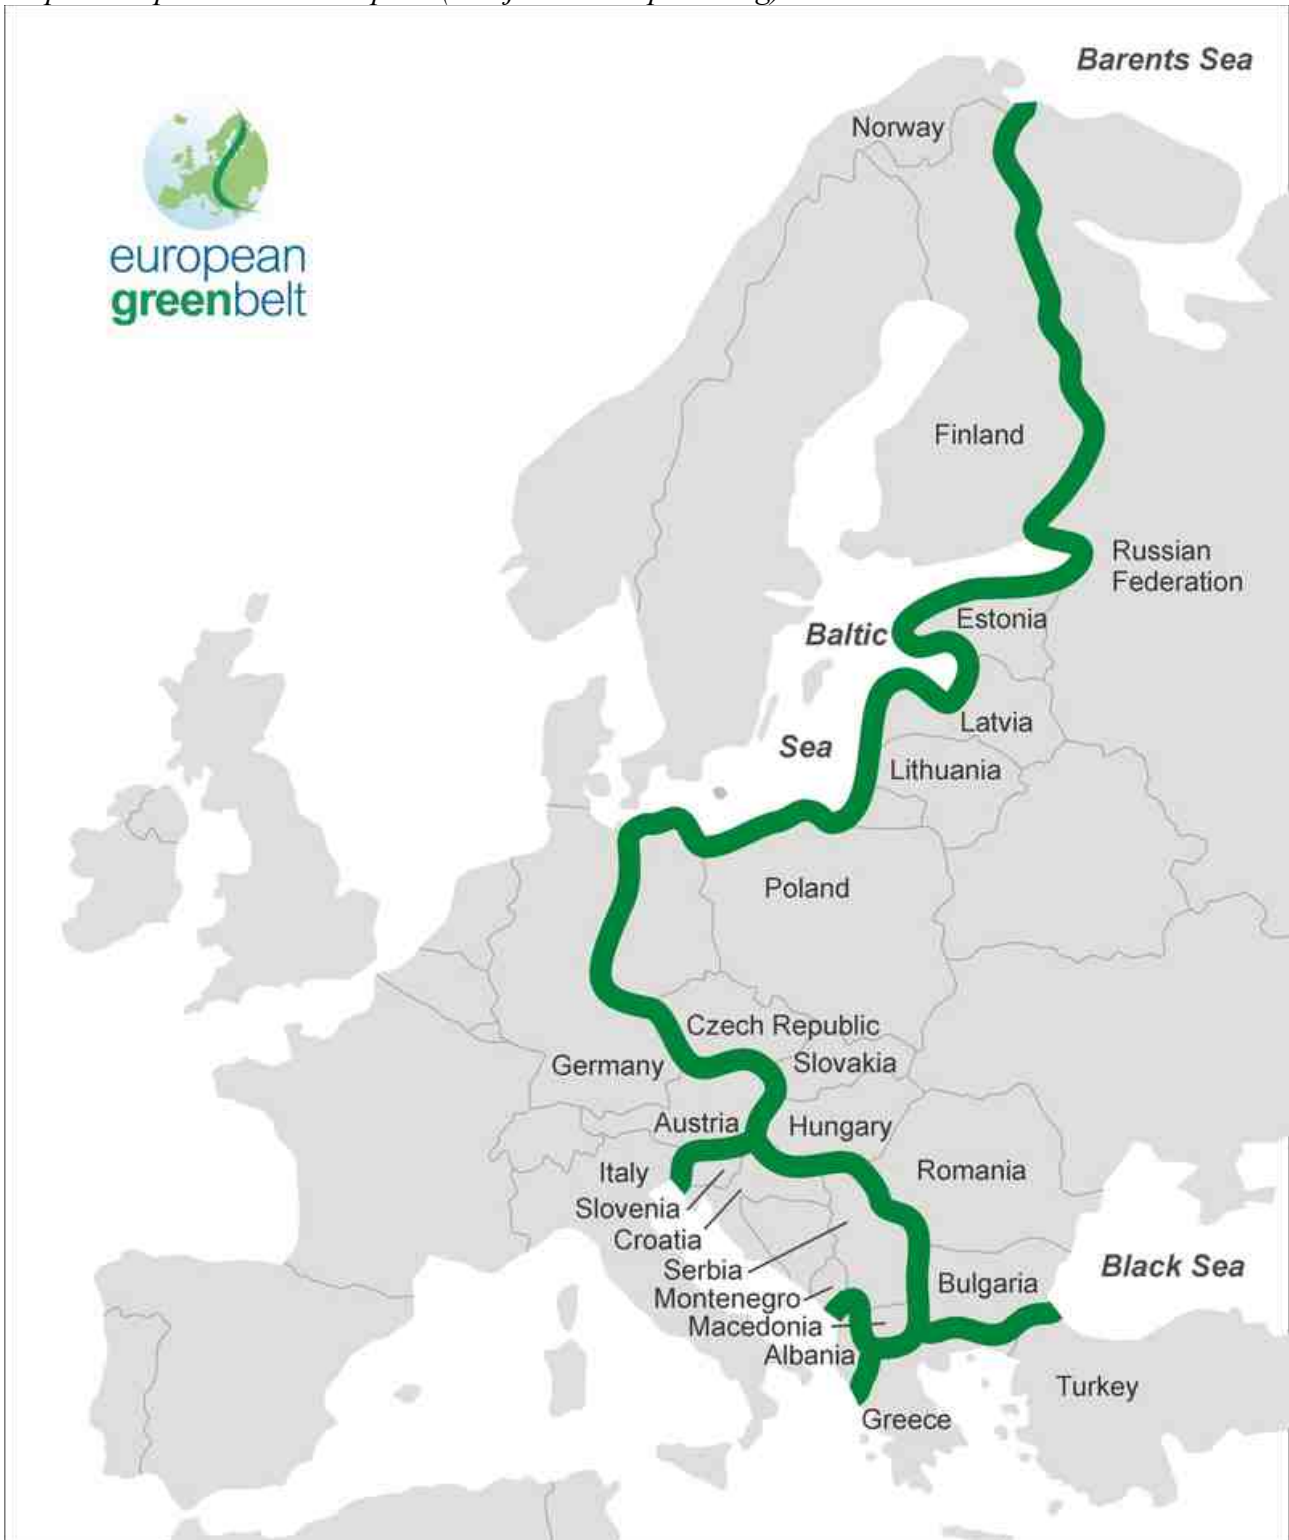 Barents Sea
Norway
european
greenbelt
Finland
Russian
Federation
Estonia
Baltic
Latvia
Sea
Lithuania
Poland
Czech Republic
Slovakia
Germany
Austria
Hungary
Italy
Romania
Slovenia
Croatia
Black Sea
Serbia
Bulgaria
Montenegro
Macedonia
Albania
Turkey
Greece